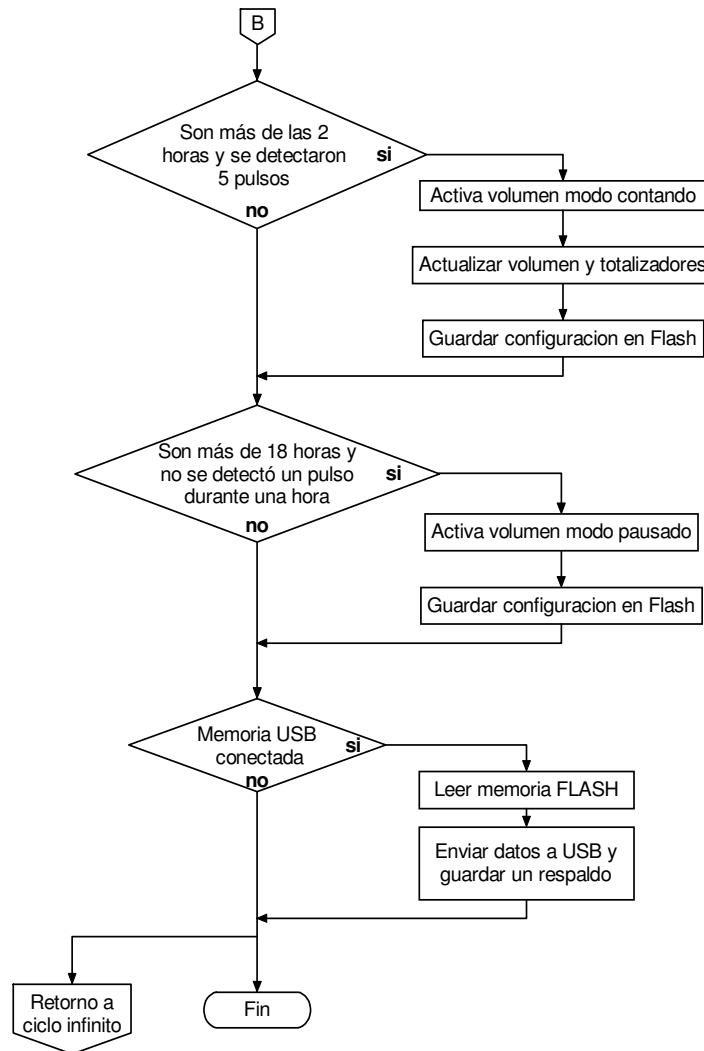 B
Son más de las 2
horas y se detectaron
5 pulsos
si
no
Activa volumen modo contando
Actualizar volumen y totalizadores
Guardar configuracion en Flash
Son más de 18 horas y
no se detectó un pulso
durante una hora
si
no
Activa volumen modo pausado
Guardar configuracion en Flash
Memoria USB
conectada
si
no
Leer memoria FLASH
Enviar datos a USB y
guardar un respaldo
Retorno a
ciclo infinito
Fin